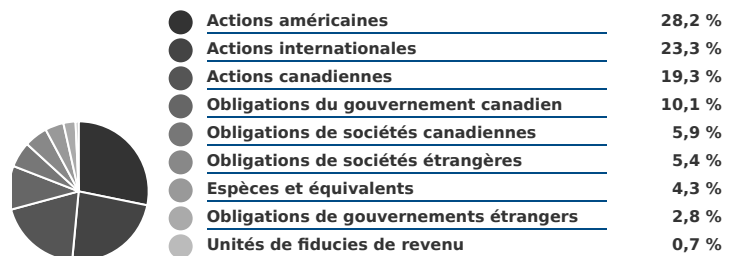 Actions américaines 28,2 %
Actions internationales 23,3 %
Actions canadiennes 19,3 %
Obligations du gouvernement canadien 10,1 %
Obligations de sociétés canadiennes 5,9 %
Obligations de sociétés étrangères 5,4 %
Espèces et équivalents 4,3 %
Obligations de gouvernements étrangers 2,8 %
Unités de fiducies de revenu 0,7 %